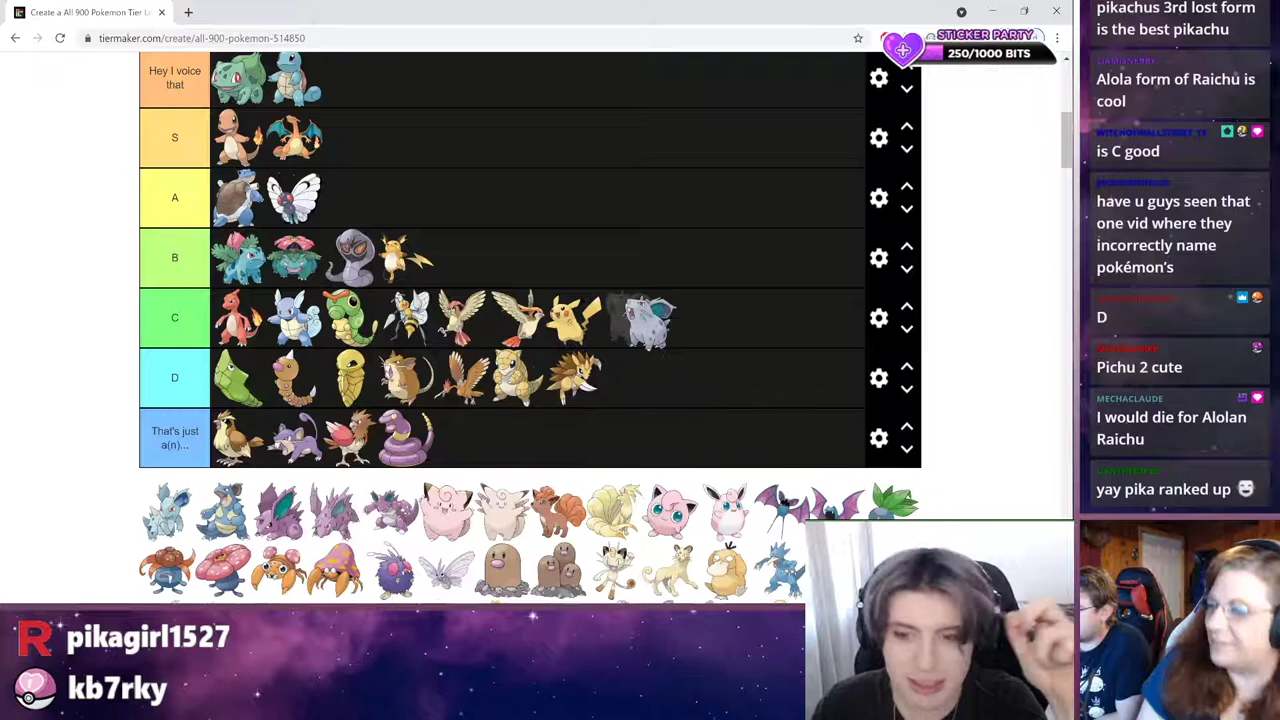 Create a All 900 Pokemon Tier Li
tiermaker.com/create/all-900-pokemon-514850
STICKER PARTY
250/1000 BITS
Hey I voice
that
S
A
B
C
D
That's just
a(n)...
R pikagirl1527
kb7rky
pikachus 3rd lost form
is the best pikachu
Alola form of Raichu is
cool
is C good
have u guys seen that
one vid where they
incorrectly name
pokémon's
D
Pichu 2 cute
MECHACLAUDE
I would die for Alolan
Raichu
yay pika ranked up